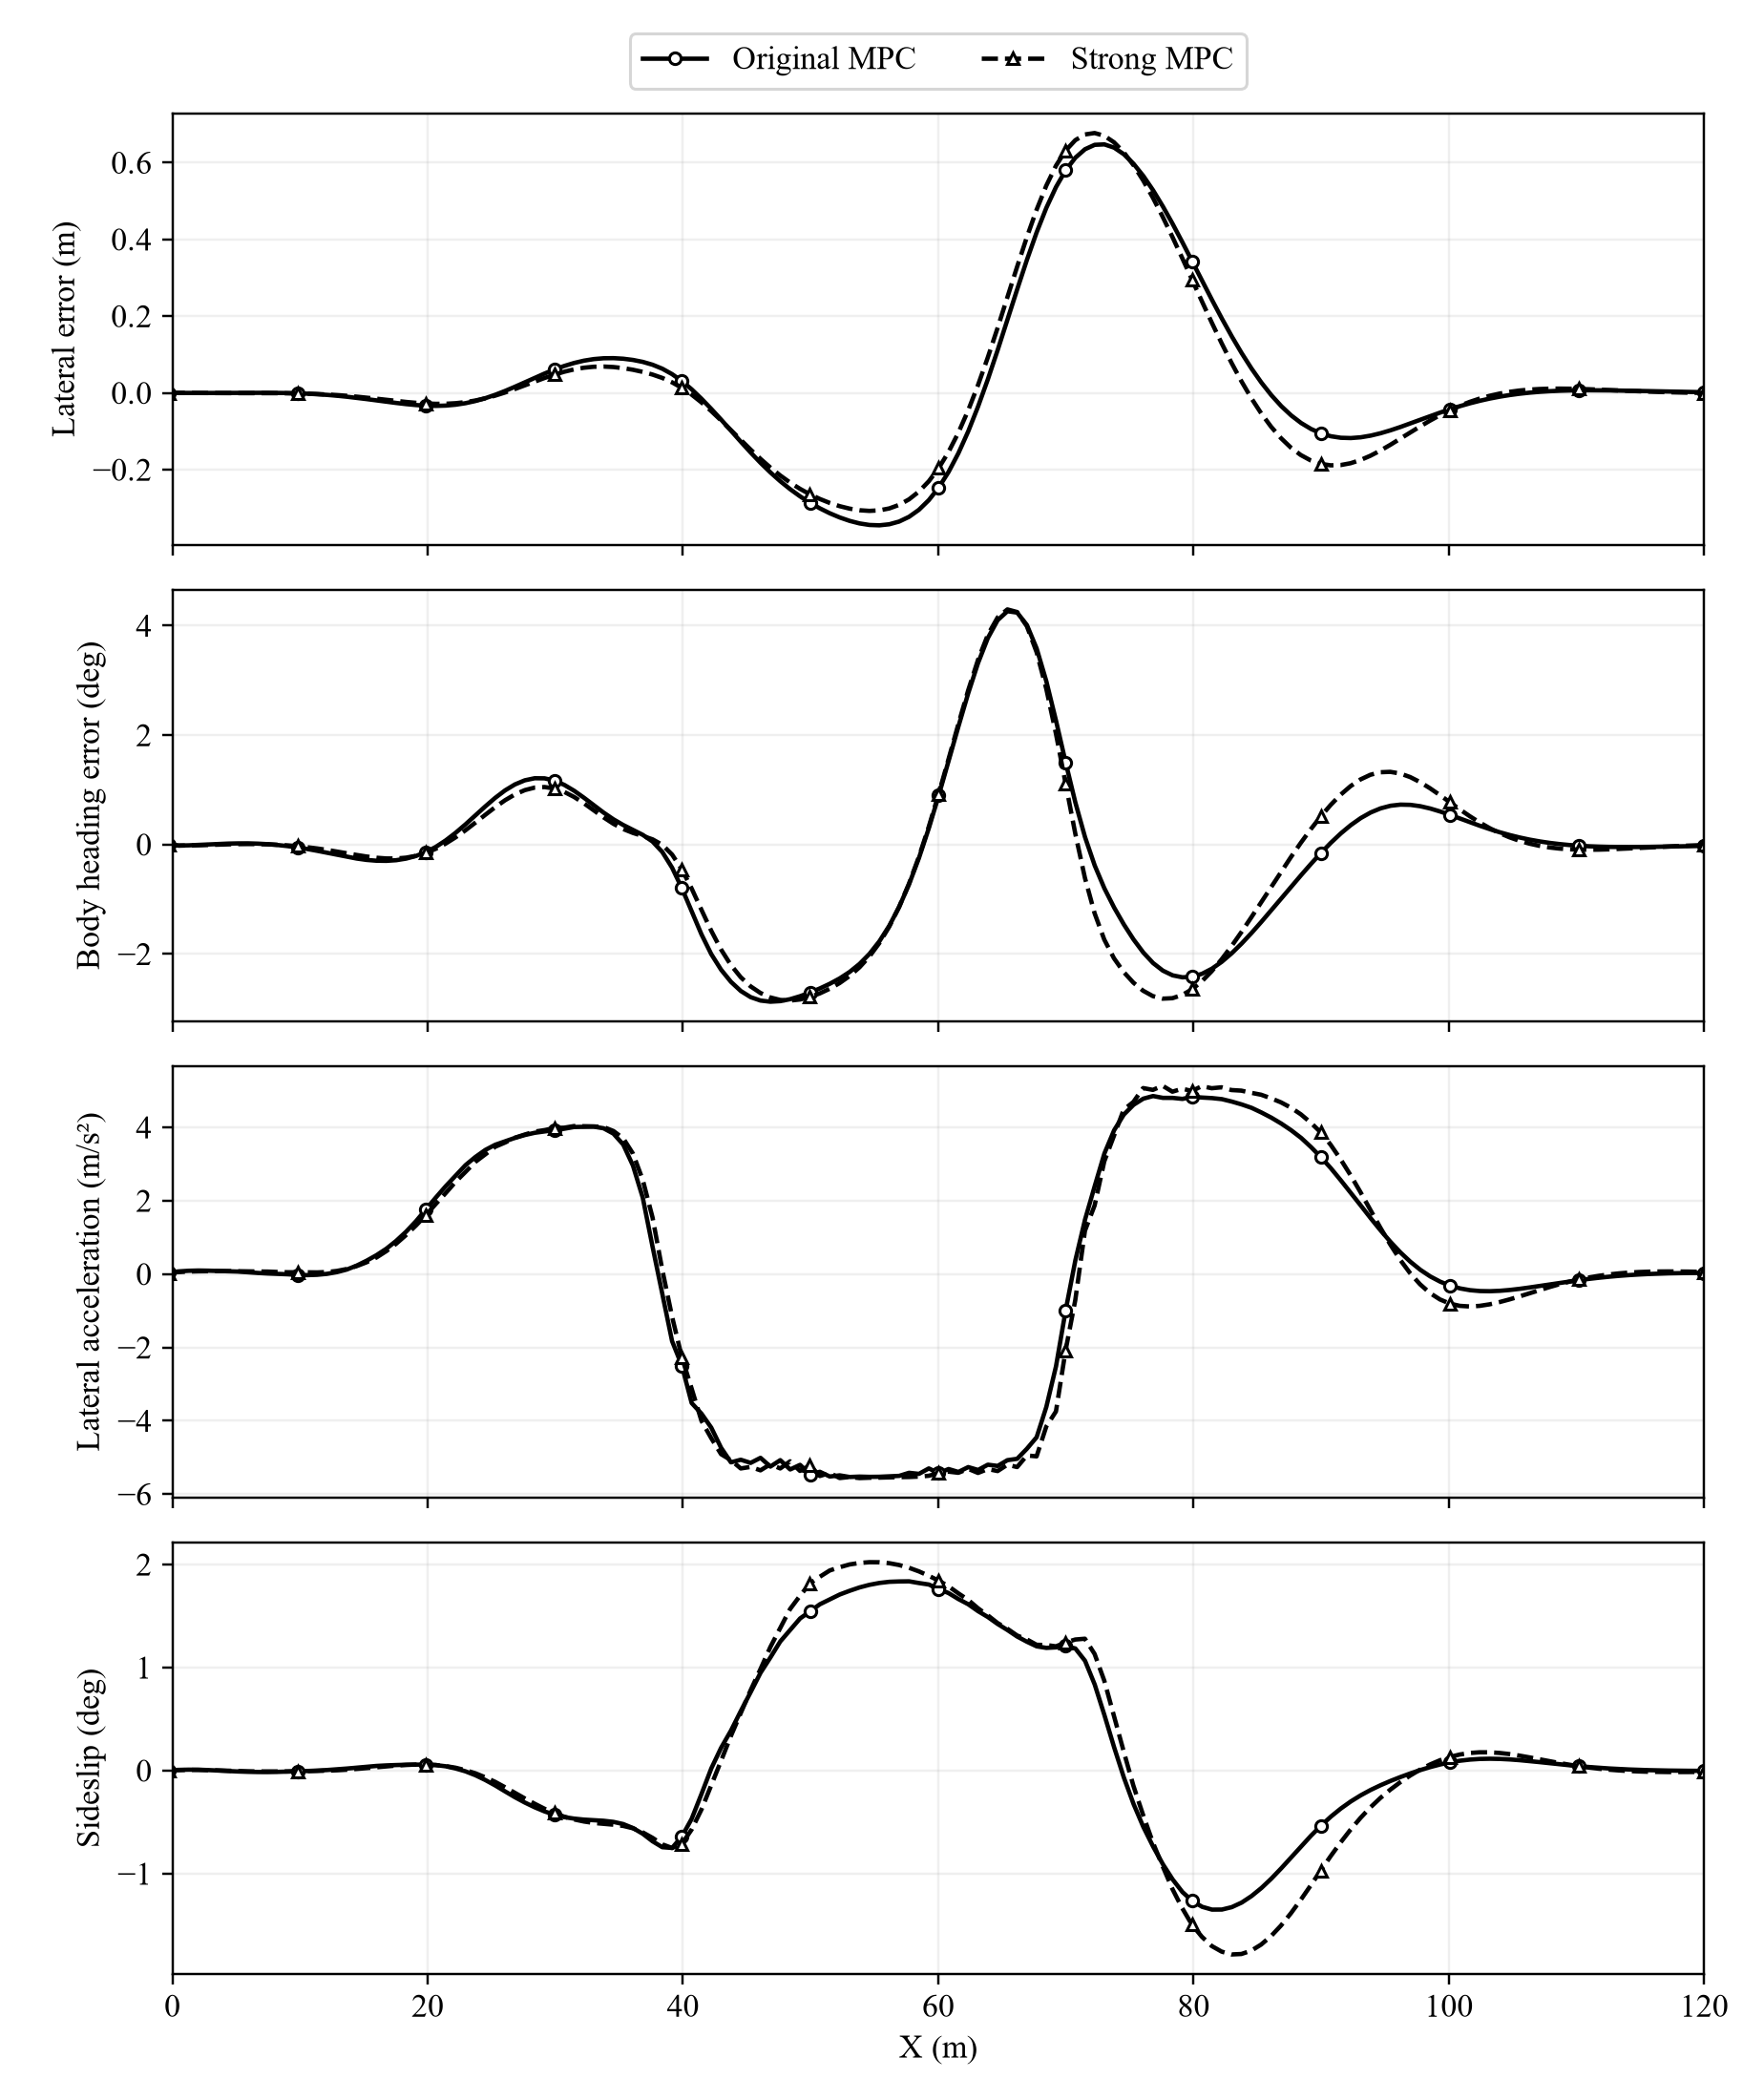 Original MPC Strong MPC
Lateral error (m)
0.6
0.4
0.2
0.0
−0.2
Body heading error (deg)
4
2
0
−2
Lateral acceleration (m/s²)
4
2
0
−2
−4
−6
Sideslip (deg)
2
1
0
−1
0 20 40 60 80 100 120
X (m)